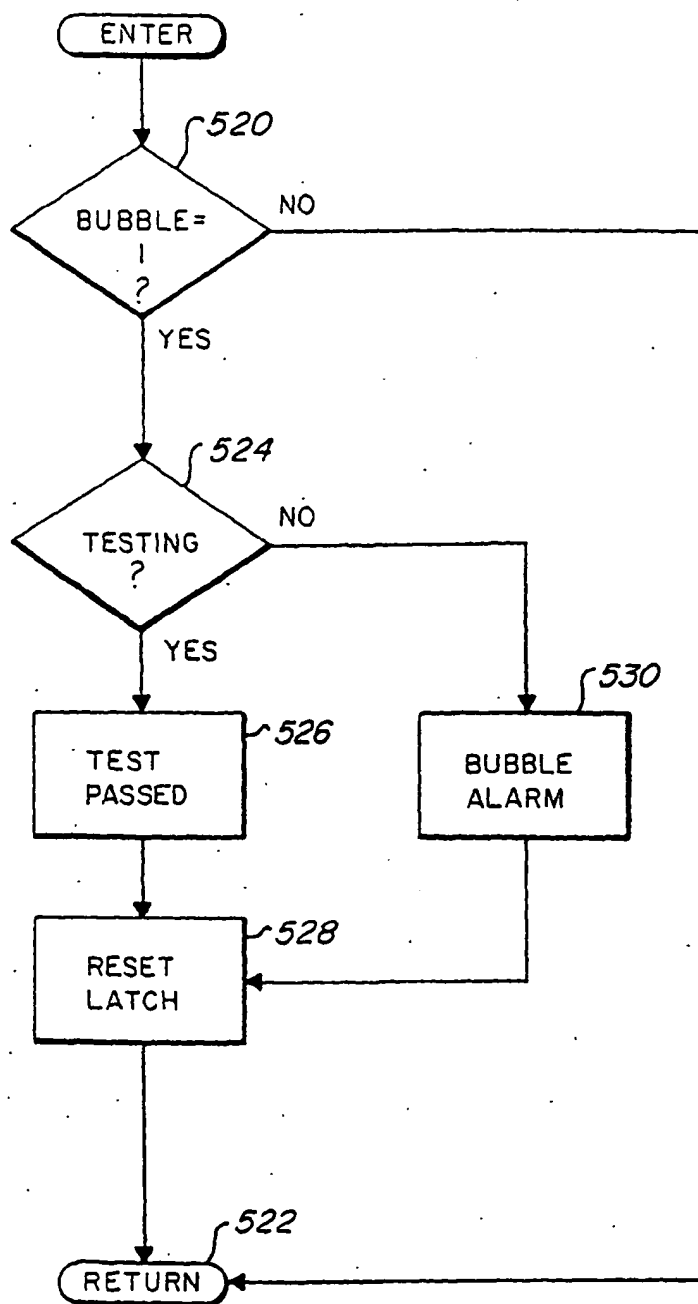 ENTER
520
BUBBLE=
1
?
NO
YES
524
TESTING
?
NO
YES
530
526
TEST
PASSED
BUBBLE
ALARM
528
RESET
LATCH
522
RETURN